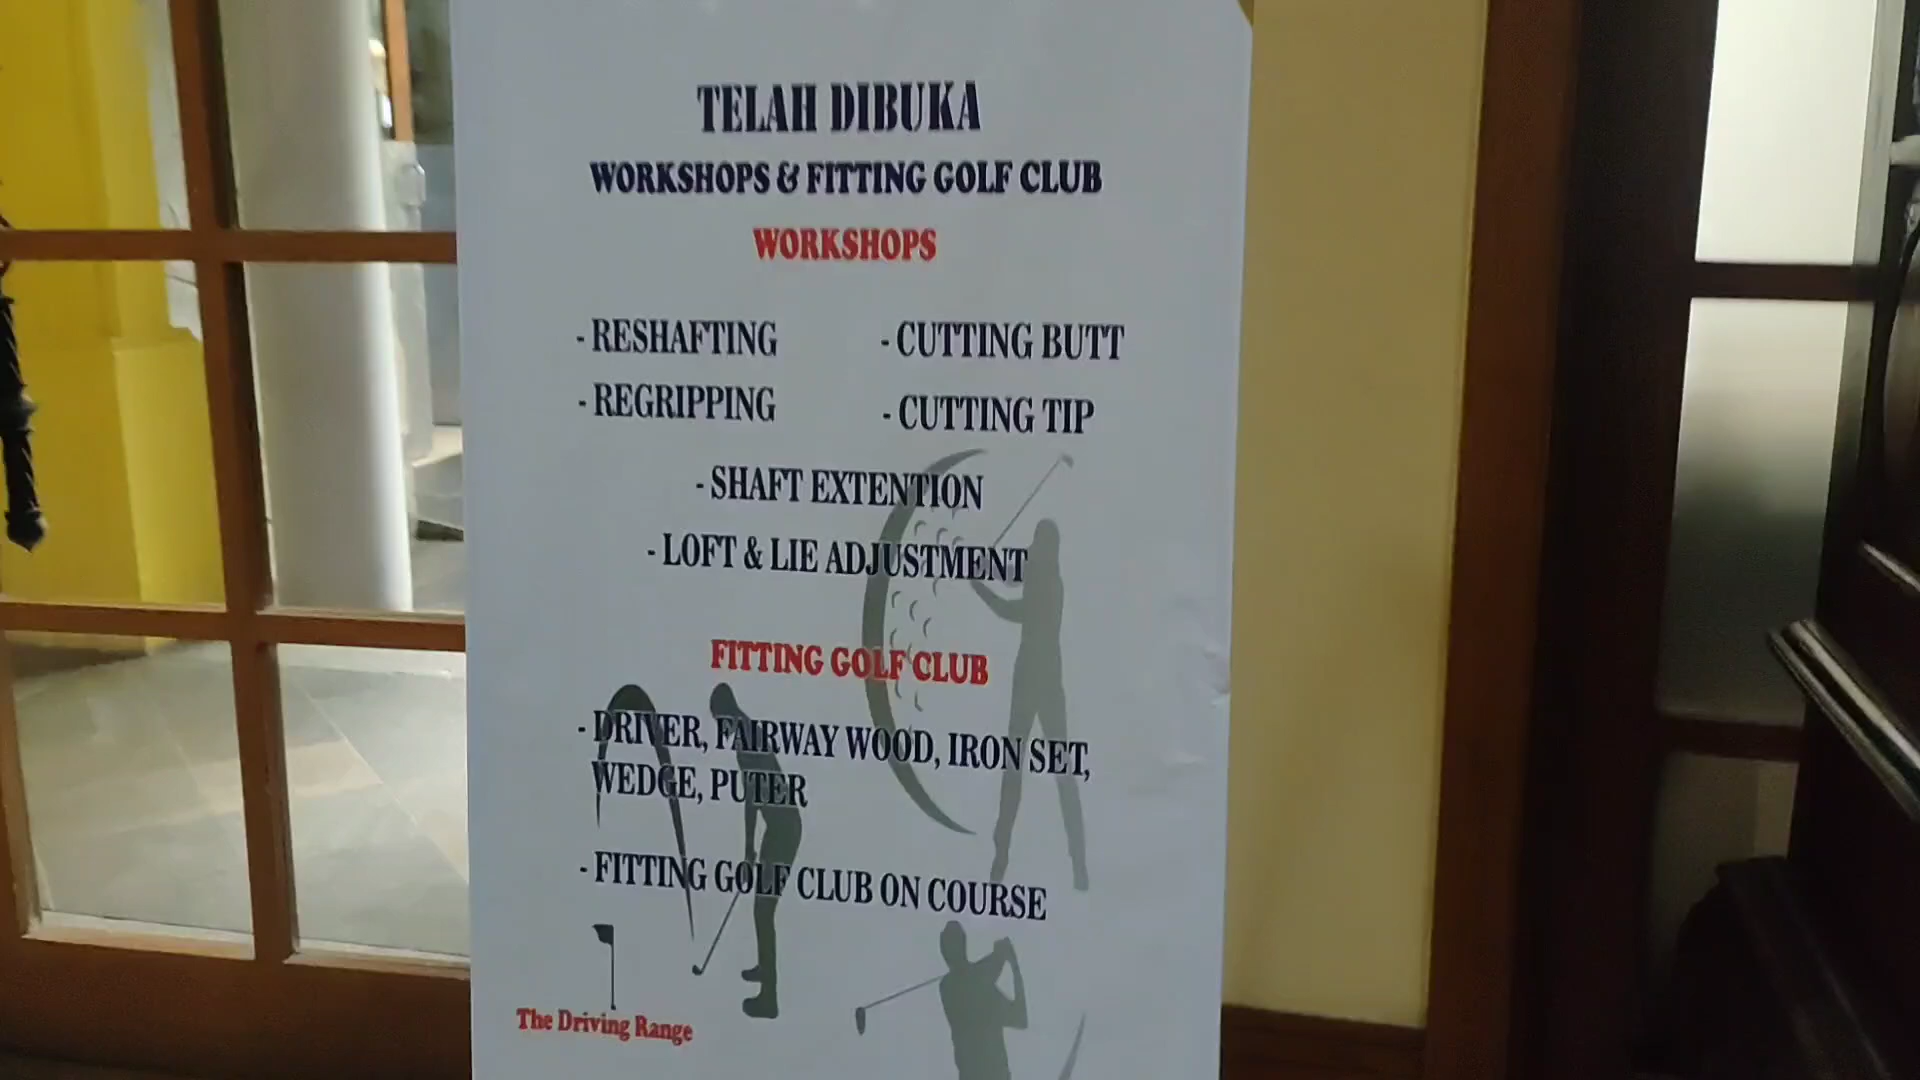 TELAH DIBUKA
WORKSHOPS & FITTING GOLF CLUB
WORKSHOPS
- RESHAFTING - CUTTING BUTT
- REGRIPPING - CUTTING TIP
- SHAFT EXTENTION
- LOFT & LIE ADJUSTMENT
FITTING GOLF CLUB
- DRIVER, FAIRWAY WOOD, IRON SET,
WEDGE, PUTER
- FITTING GOLF CLUB ON COURSE
The Driving Range